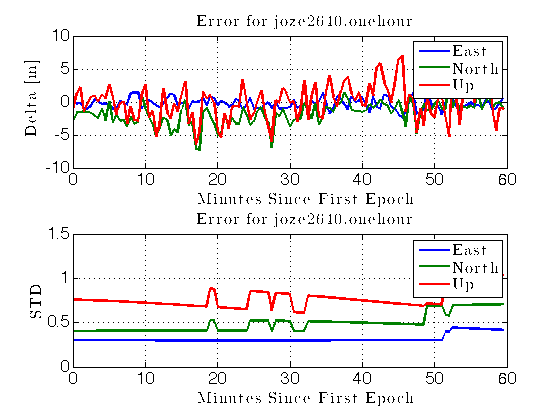 Error for joze2640.onehour
10
5
0
-5
-10
Delta [m]
East
North
Up
0 10 20 30 40 50 60
Minutes Since First Epoch
Error for joze2640.onehour
1.5
1
0.5
0
STD
East
North
Up
0 10 20 30 40 50 60
Minutes Since First Epoch